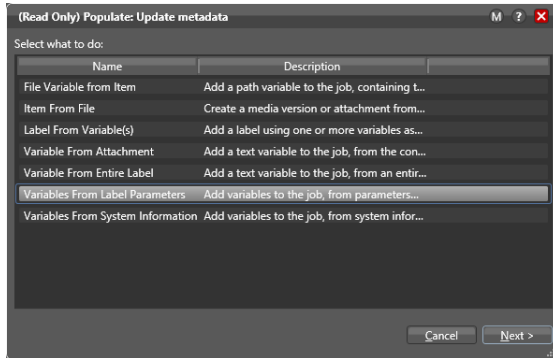 (Read Only) Populate: Update metadata M ? X
Select what to do:
Name Description
File Variable from Item Add a path variable to the job, containing t...
Item From File Create a media version or attachment from...
Label From Variable(s) Add a label using one or more variables as...
Variable From Attachment Add a text variable to the job, from the con...
Variable From Entire Label Add a text variable to the job, from an entir...
Variables From Label Parameters Add variables to the job, from parameters...
Variables From System Information Add variables to the job, from system infor...
Cancel Next >